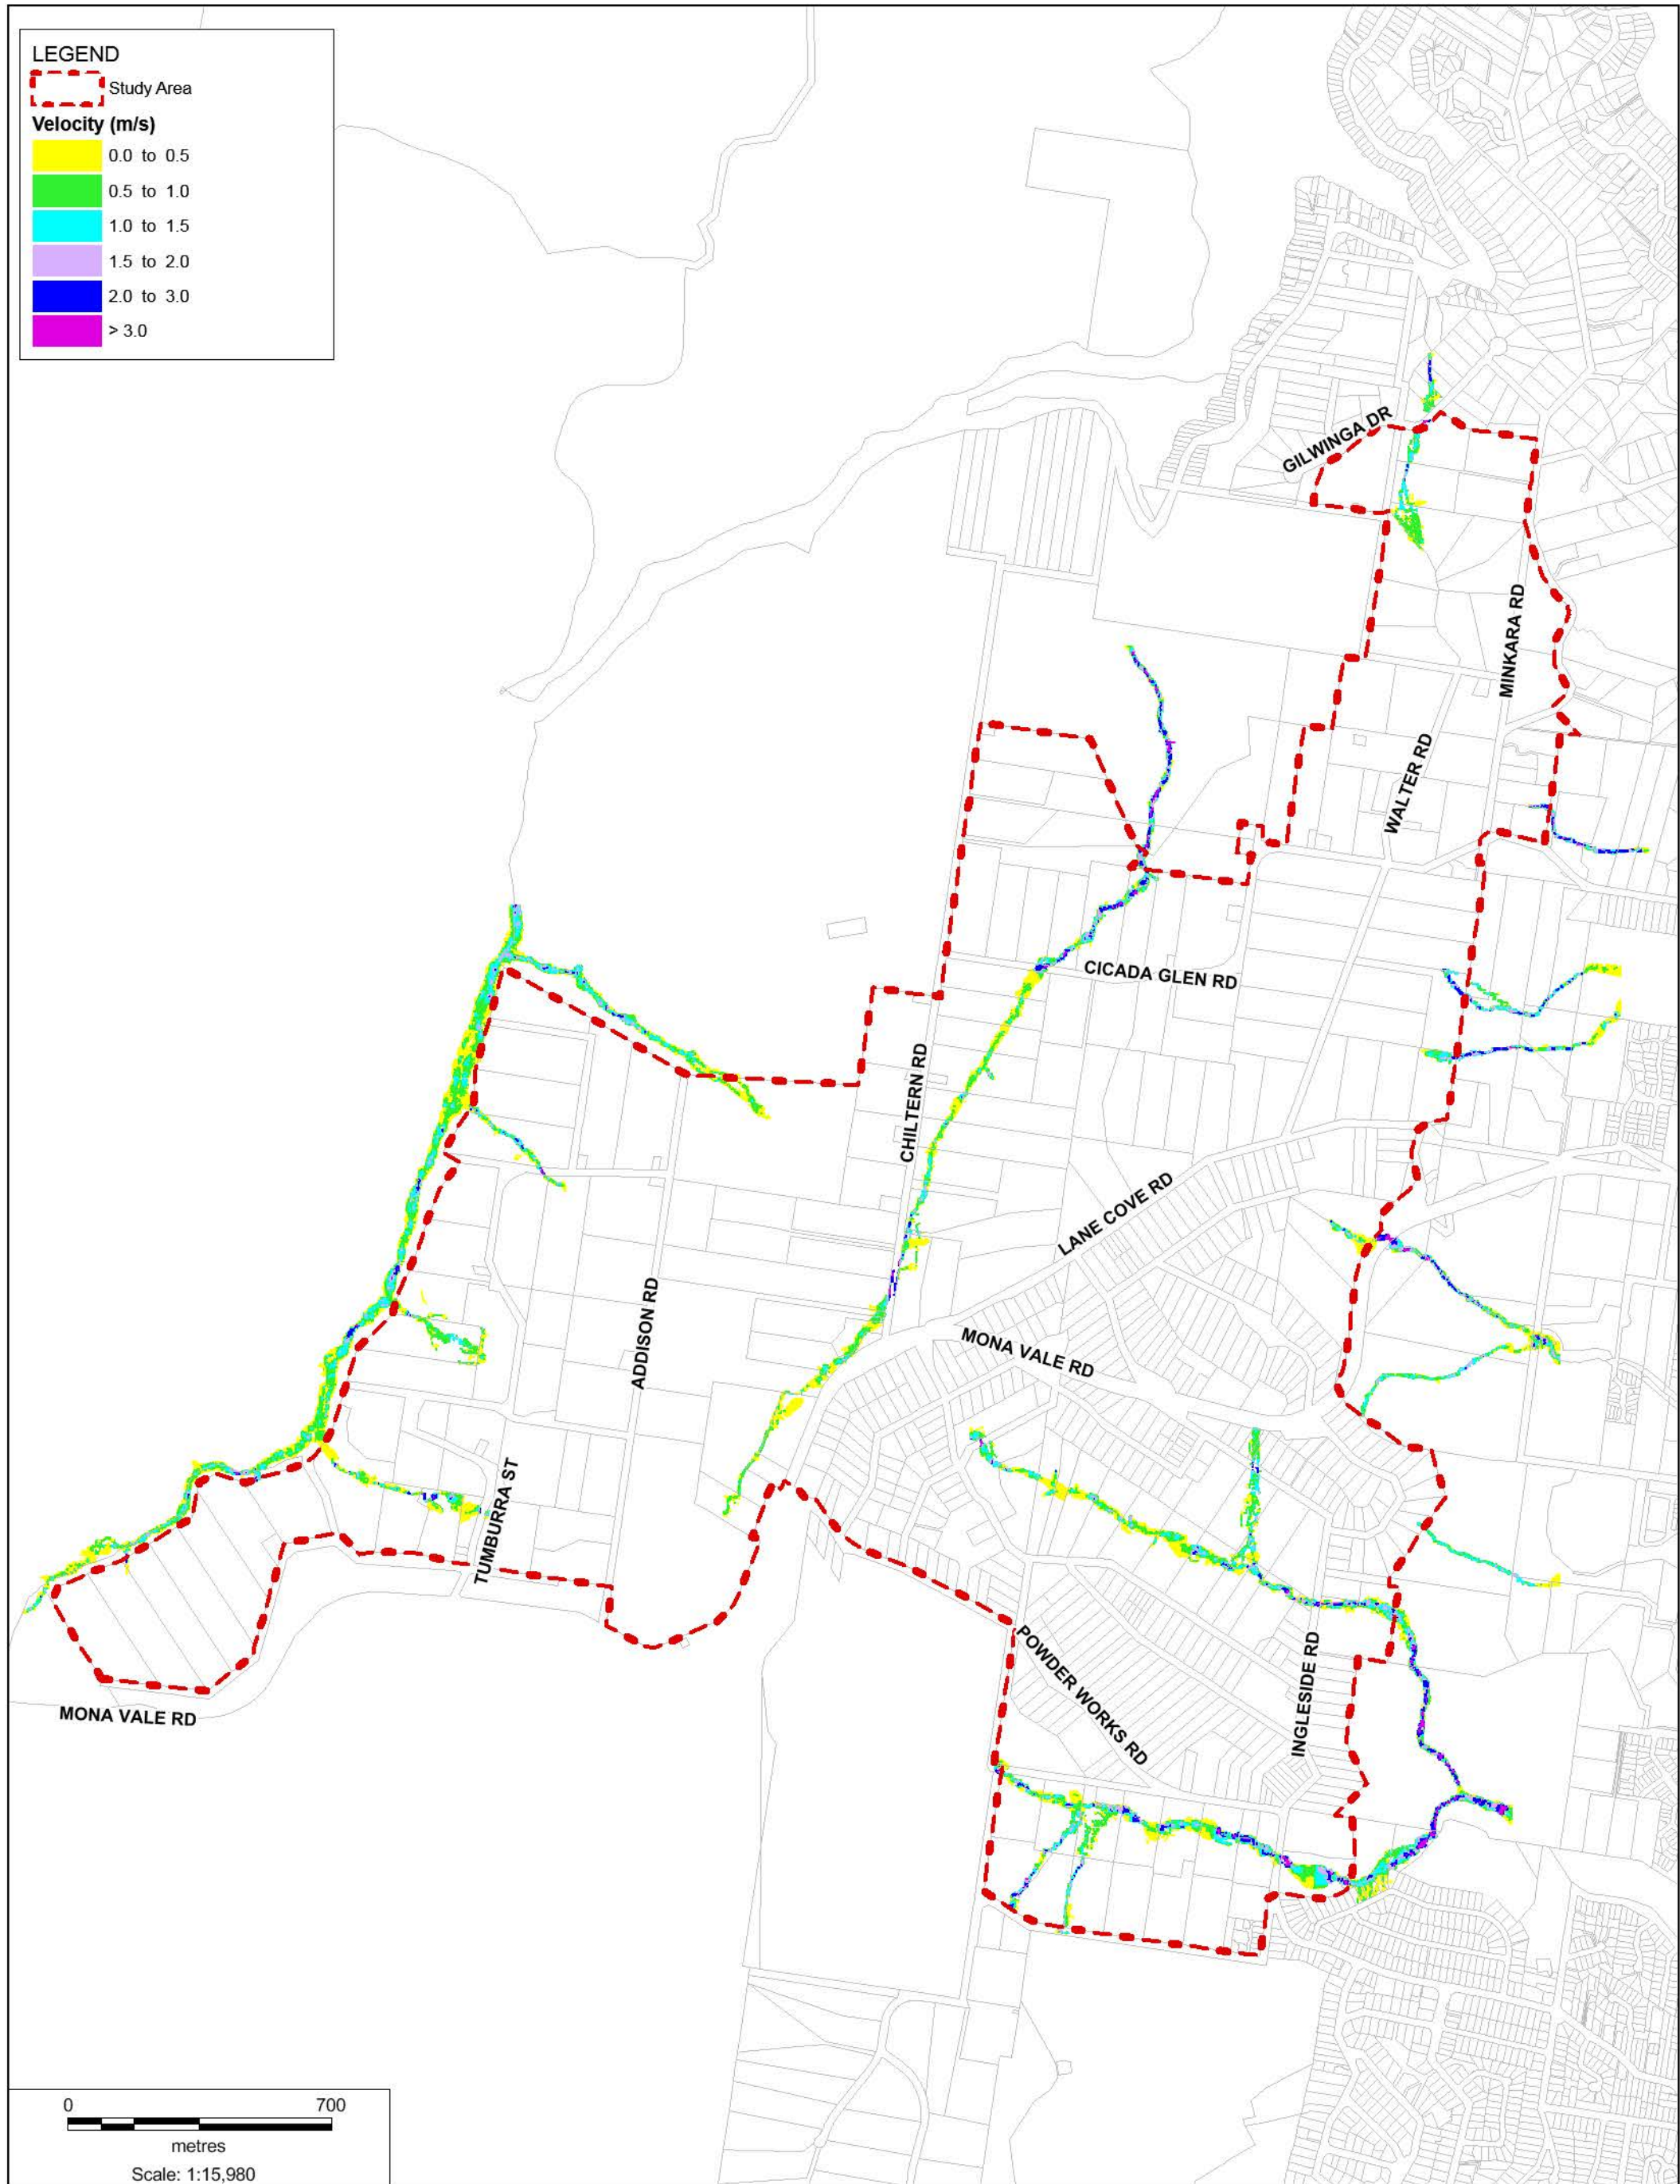 LEGEND
Study Area
Velocity (m/s)
0.0 to 0.5
0.5 to 1.0
1.0 to 1.5
1.5 to 2.0
2.0 to 3.0
> 3.0
GILWINGA DR
MINKARA RD
WALTER RD
CICADA GLEN RD
CHILTERN RD
LANE COVE RD
ADDISON RD
MONA VALE RD
TUMBURRA ST
POWDER WORKS RD
INGLESIDE RD
MONA VALE RD
0 700
metres
Scale: 1:15,980